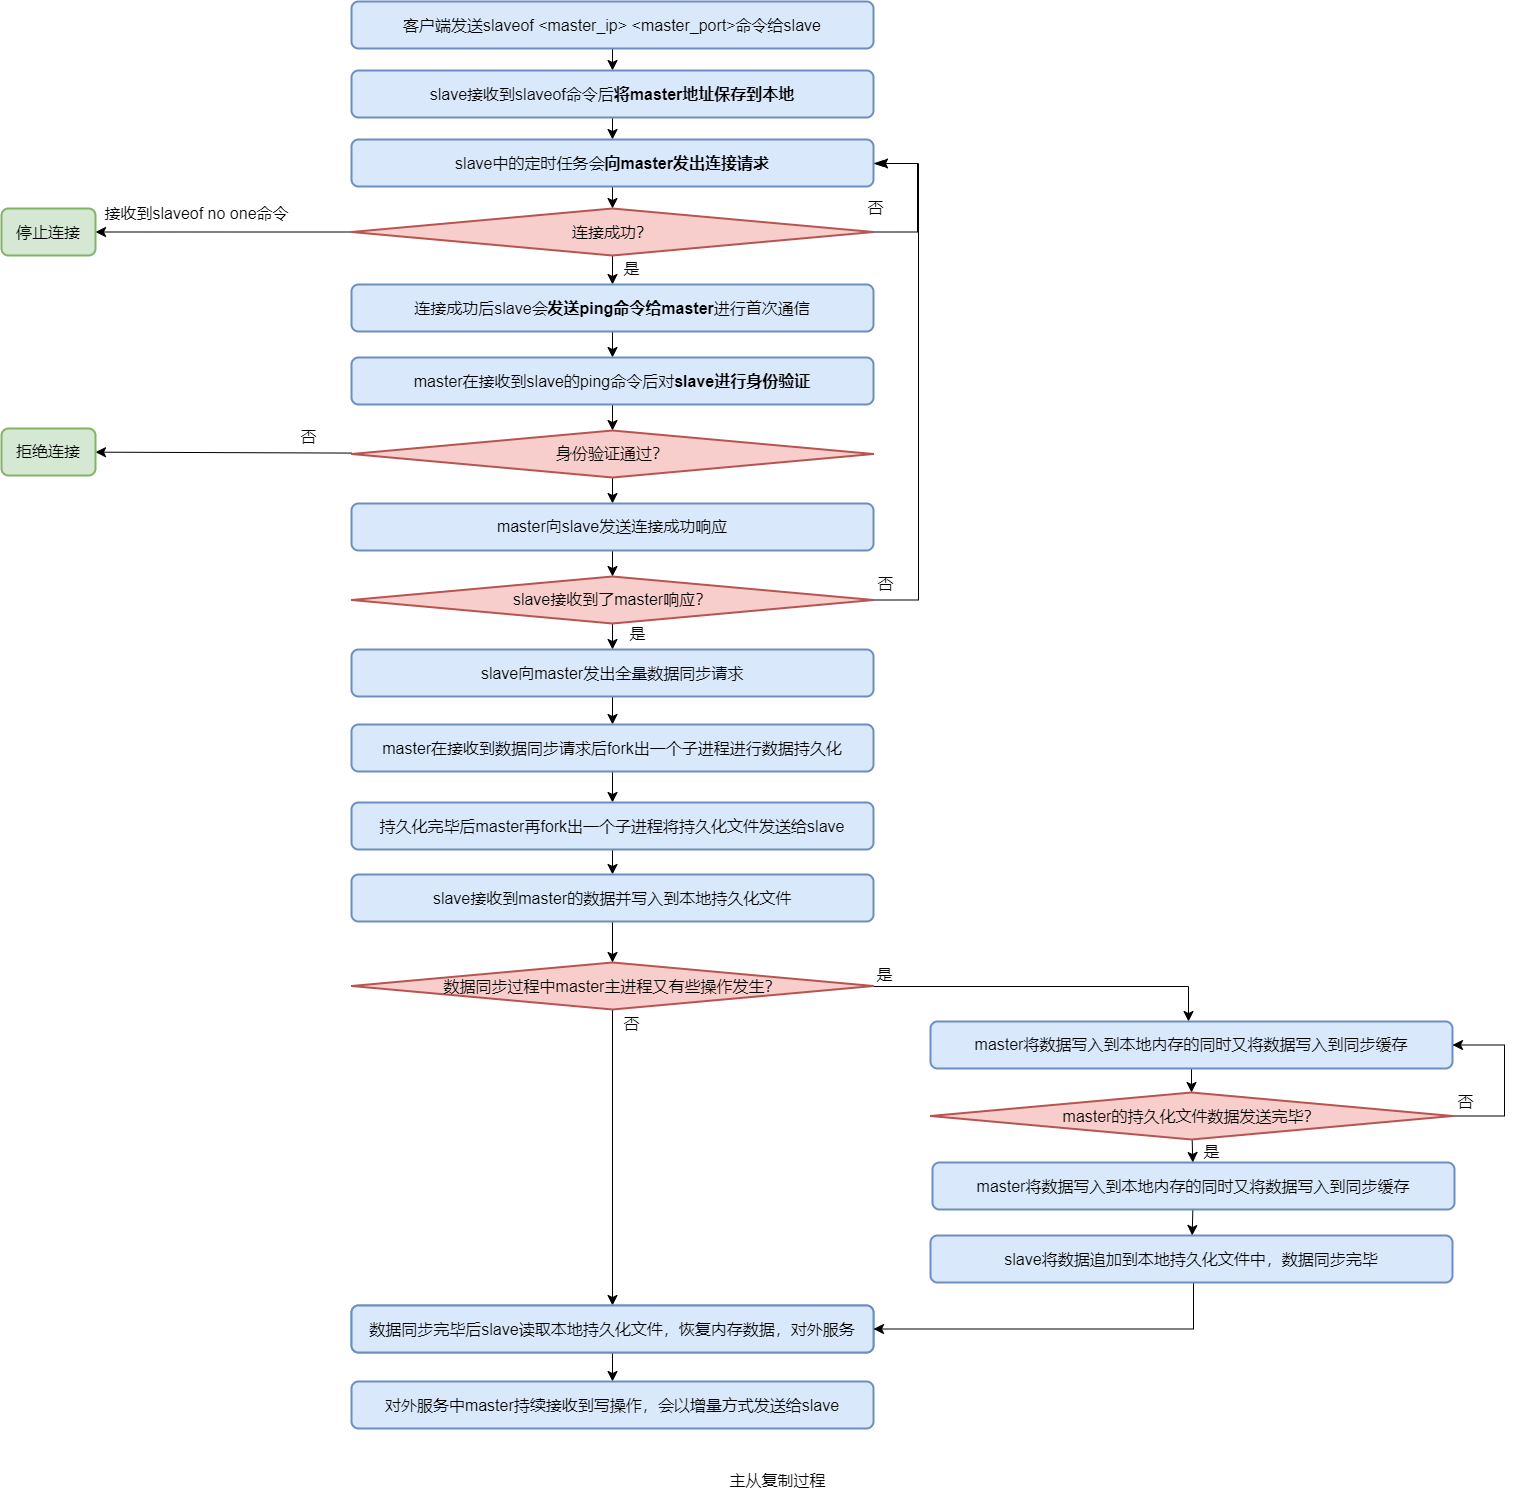 客户端发送slaveof <master_ip> <master_port>命令给slave
slave接收到slaveof命令后将master地址保存到本地
slave中的定时任务会向master发出连接请求
否
接收到slaveof no one命令
停止连接
连接成功？
是
连接成功后slave会发送ping命令给master进行首次通信
master在接收到slave的ping命令后对slave进行身份验证
否
拒绝连接
身份验证通过？
master向slave发送连接成功响应
否
slave接收到了master响应？
是
slave向master发出全量数据同步请求
master在接收到数据同步请求后fork出一个子进程进行数据持久化
持久化完毕后master再fork出一个子进程将持久化文件发送给slave
slave接收到master的数据并写入到本地持久化文件
是
数据同步过程中master主进程又有些操作发生？
否
master将数据写入到本地内存的同时又将数据写入到同步缓存
否
master的持久化文件数据发送完毕？
是
master将数据写入到本地内存的同时又将数据写入到同步缓存
slave将数据追加到本地持久化文件中，数据同步完毕
数据同步完毕后slave读取本地持久化文件，恢复内存数据，对外服务
对外服务中master持续接收到写操作，会以增量方式发送给slave
主从复制过程